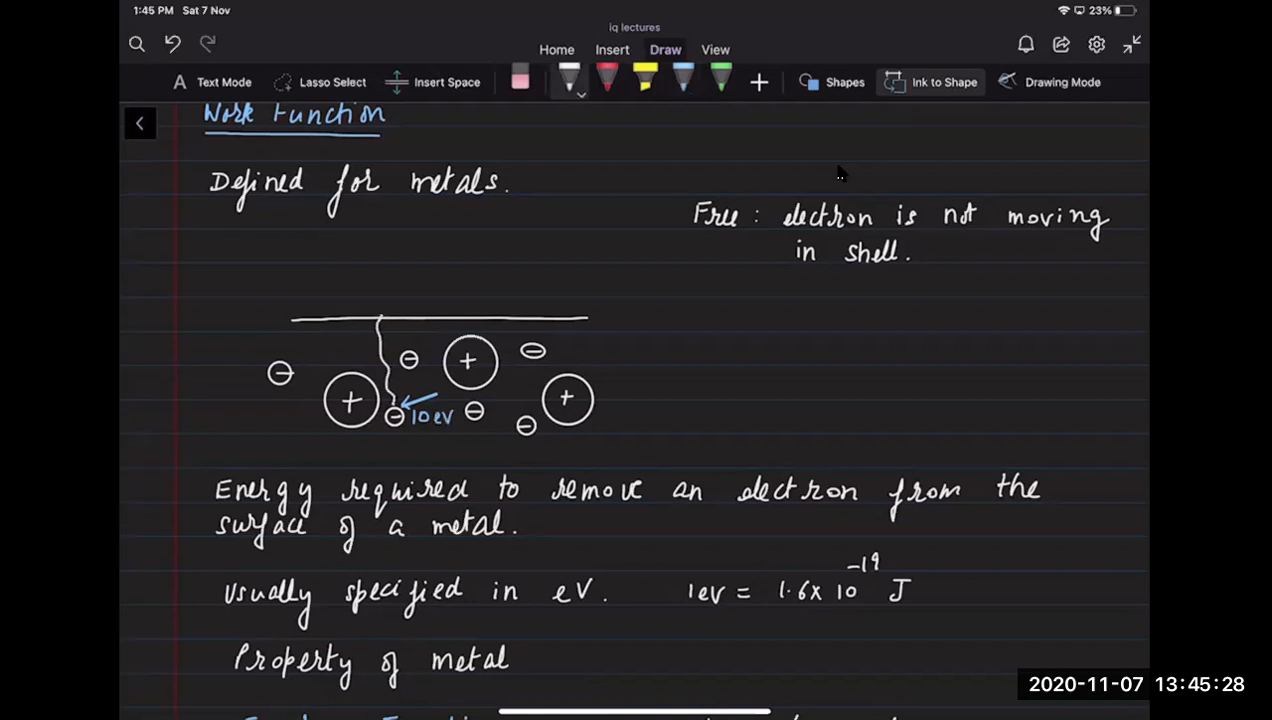 1:45 PM Sat 7 Nov
23%
iq lectures
Home Insert Draw View
Text Mode Lasso Select Insert Space Shapes Ink to Shape Drawing Mode
Work Function
Defined for metals.
Free: electron is not moving
in shell.
⊖ + ⊖ + ⊖ +
⊖ 10ev ⊖ ⊖
Energy required to remove an electron from the
surface of a metal.
Usually specified in eV. 1ev = 1.6x 10⁻¹⁹ J
Property of metal
2020-11-07 13:45:28